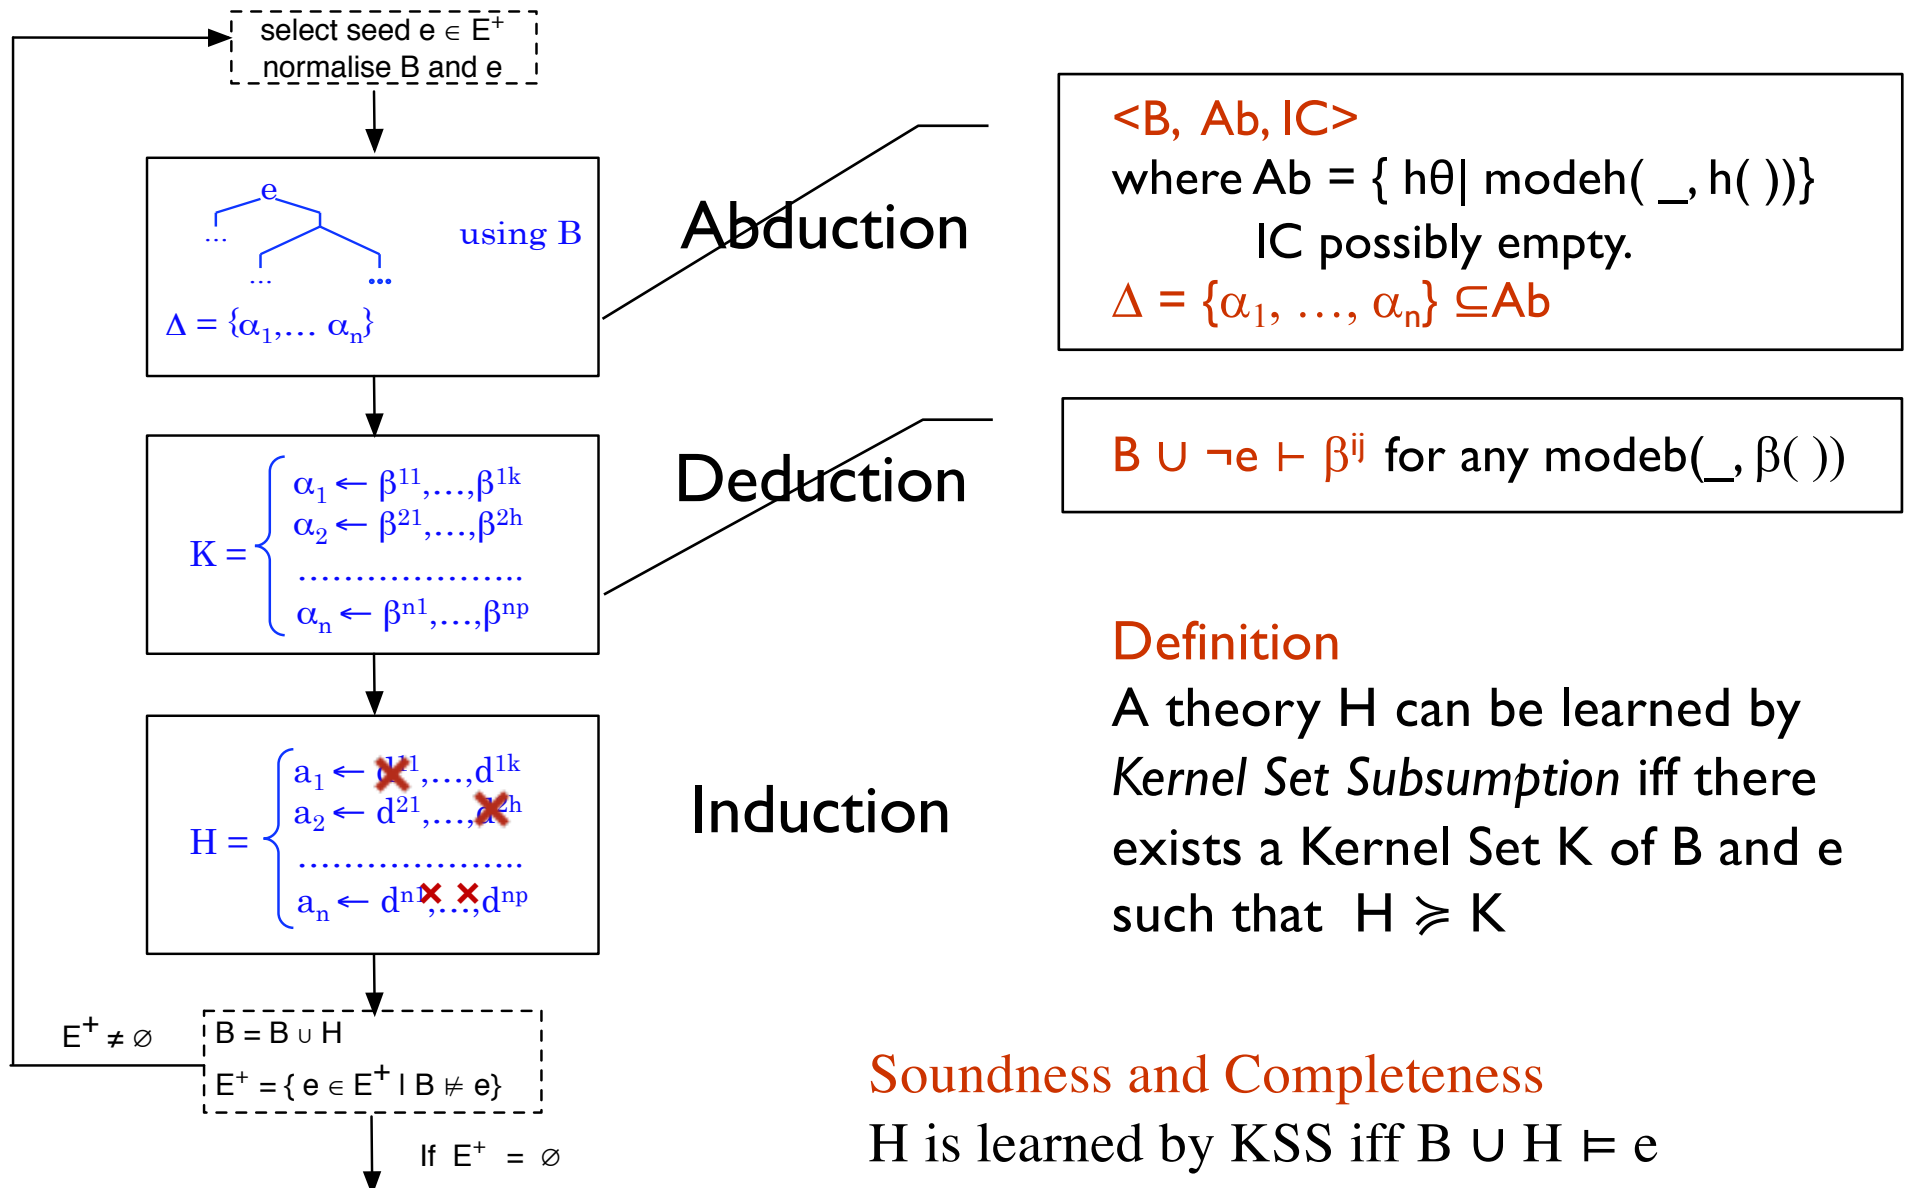 select seed e ∈ E⁺
normalise B and e
e
...
using B
...
...
Δ = {α₁,... αₙ}
Abduction
<B, Ab, IC>
where Ab = { hθ| modeh( _, h( ))}
IC possibly empty.
Δ = {α₁, ..., αₙ} ⊆Ab
K =
α₁ ← β¹¹,...,β¹ᵏ
α₂ ← β²¹,...,β²ʰ
....................
αₙ ← βⁿ¹,...,βⁿᵖ
Deduction
B ∪ ¬e ⊢ βⁱʲ for any modeb(_, β( ))
H =
a₁ ← d¹¹,...,d¹ᵏ
a₂ ← d²¹,...,d²ʰ
....................
aₙ ← dⁿ¹,...,dⁿᵖ
Induction
Definition
A theory H can be learned by
Kernel Set Subsumption iff there
exists a Kernel Set K of B and e
such that H ≽ K
E⁺ ≠ ∅
B = B ∪ H
E⁺ = { e ∈ E⁺ | B ⊭ e}
If E⁺ = ∅
Soundness and Completeness
H is learned by KSS iff B ∪ H ⊨ e